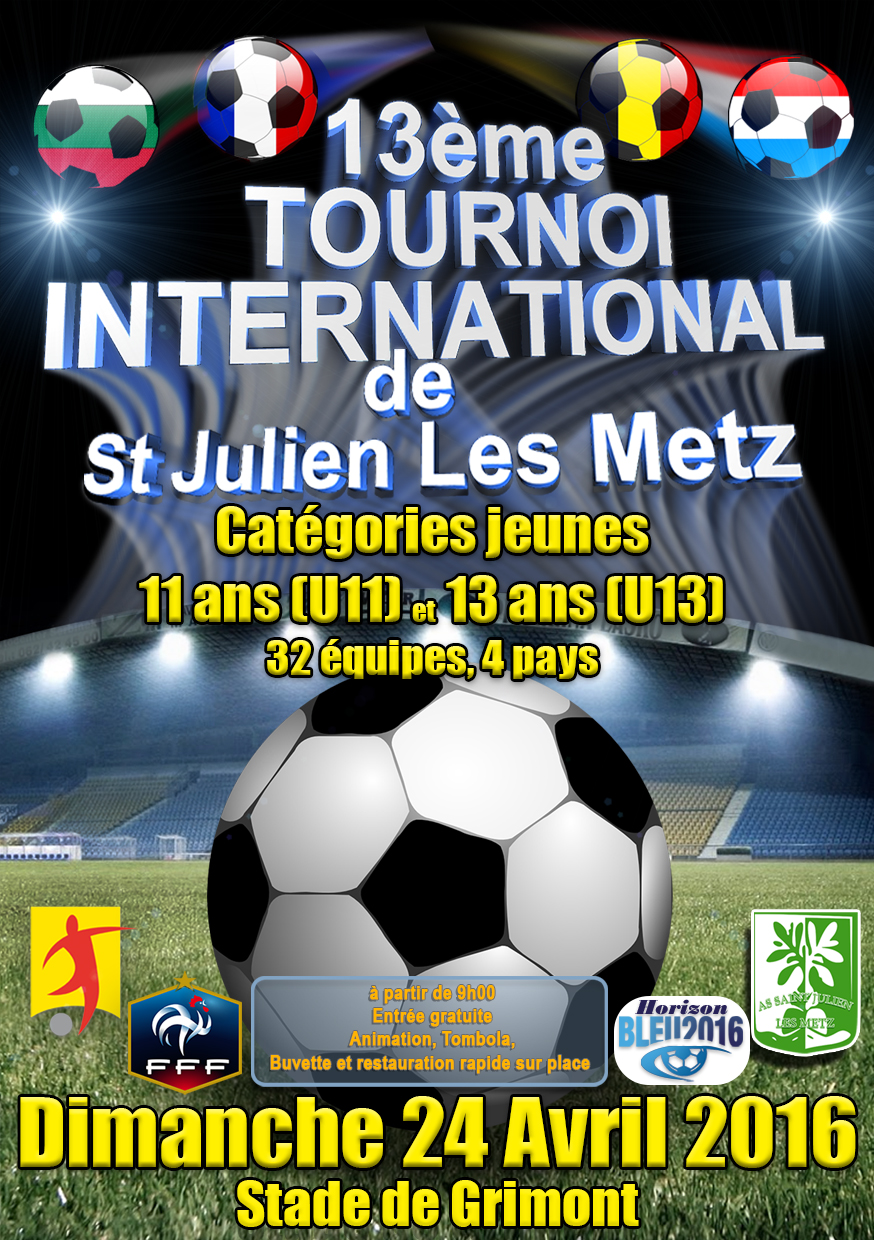 13ème
TOURNOI
INTERNATIONAL
de
St Julien Les Metz
Catégories jeunes
11 ans (U11) et 13 ans (U13)
32 équipes, 4 pays
à partir de 9h00
Entrée gratuite
Animation, Tombola,
Buvette et restauration rapide sur place
FFF
Horizon
BLEU2016
AS SAINT JULIEN
LES METZ
Dimanche 24 Avril 2016
Stade de Grimont